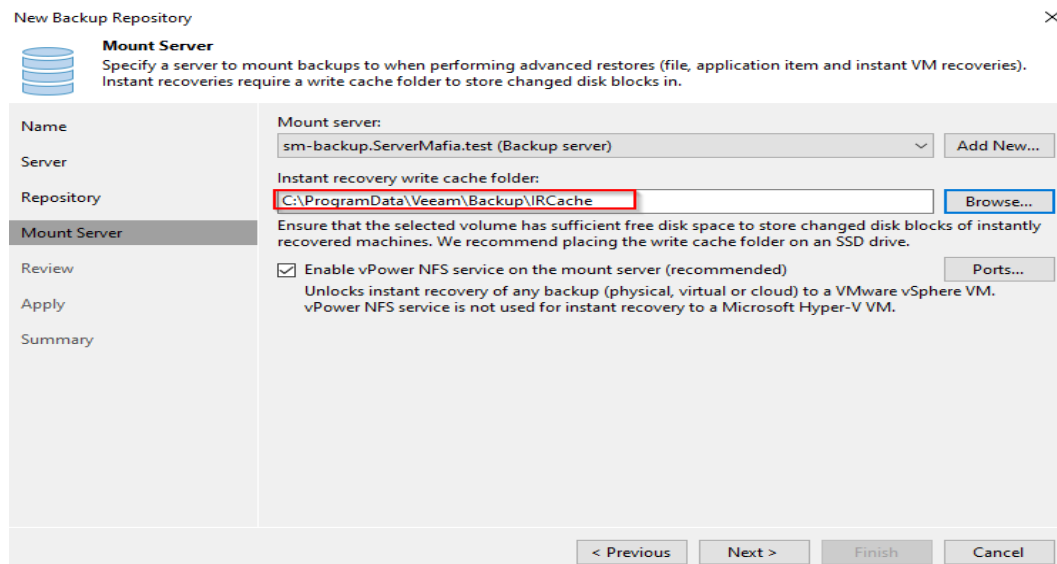 New Backup Repository
Mount Server
Specify a server to mount backups to when performing advanced restores (file, application item and instant VM recoveries).
Instant recoveries require a write cache folder to store changed disk blocks in.
Name
Server
Repository
Mount Server
Review
Apply
Summary
Mount server:
sm-backup.ServerMafia.test (Backup server)
Add New...
Instant recovery write cache folder:
C:\ProgramData\Veeam\Backup\IRCache
Browse...
Ensure that the selected volume has sufficient free disk space to store changed disk blocks of instantly
recovered machines. We recommend placing the write cache folder on an SSD drive.
Enable vPower NFS service on the mount server (recommended)
Ports...
Unlocks instant recovery of any backup (physical, virtual or cloud) to a VMware vSphere VM.
vPower NFS service is not used for instant recovery to a Microsoft Hyper-V VM.
< Previous
Next >
Finish
Cancel